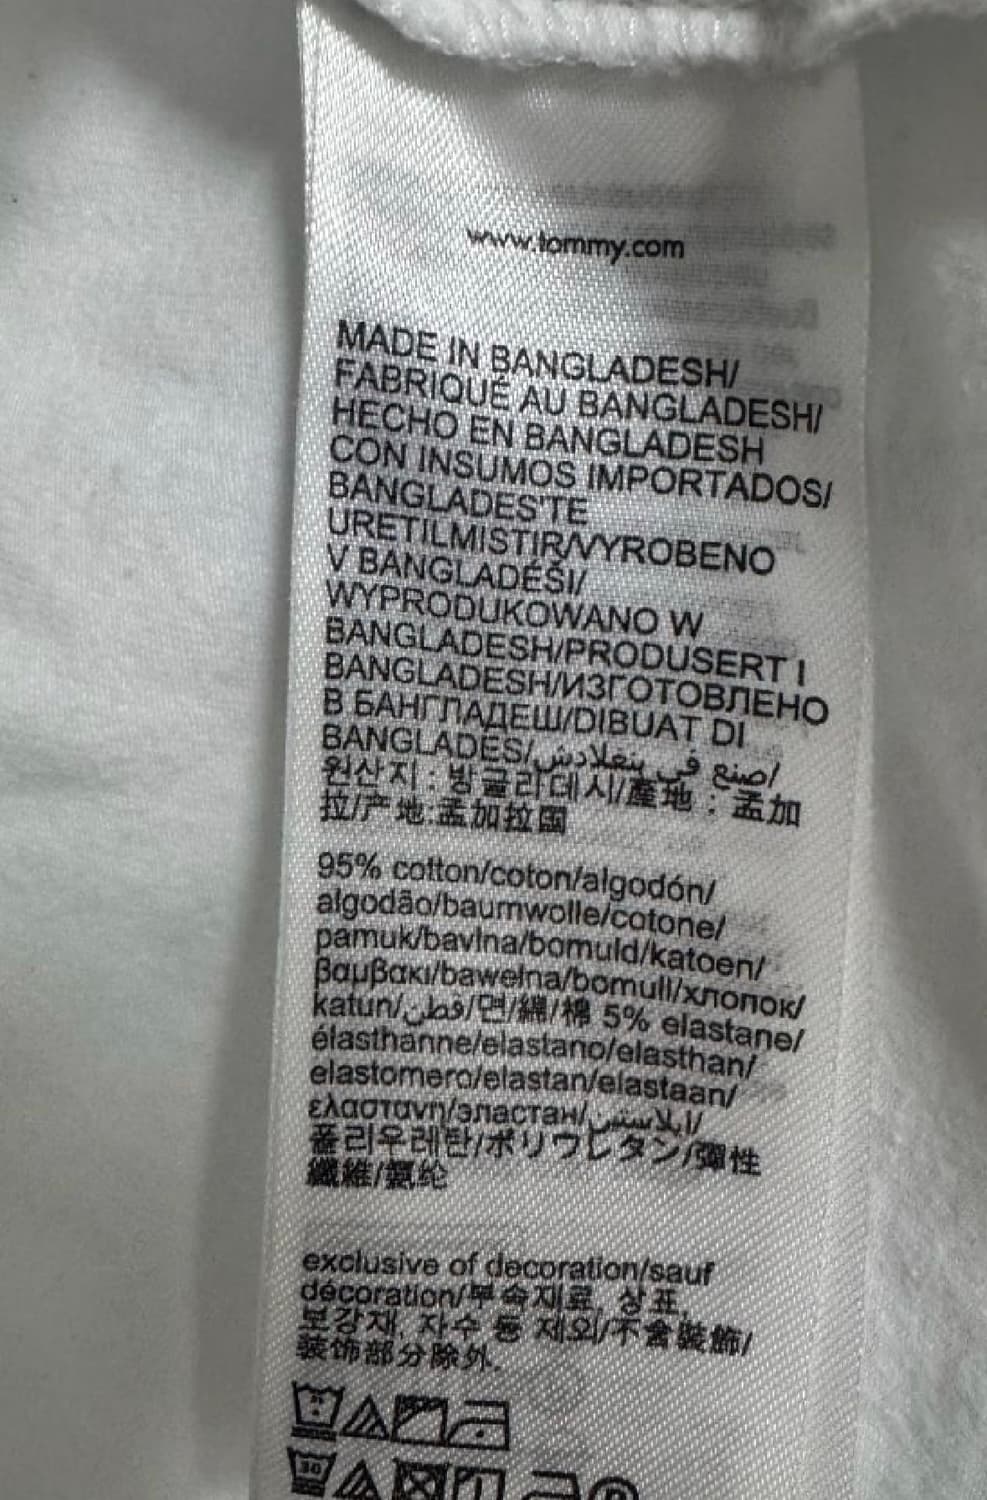 www.tommy.com
MADE IN BANGLADESH/
FABRIQUÉ AU BANGLADESH/
HECHO EN BANGLADESH
CON INSUMOS IMPORTADOS/
BANGLADES'TE
URETILMISTIR/VYROBENO
V BANGLADÉŠI/
WYPRODUKOWANO W
BANGLADESH/PRODUSERT I
BANGLADESH/ИЗГОТОВЛЕНО
В БАНГЛАДЕШ/DIBUAT DI
BANGLADES/صنع في بنغلادش/
원산지 : 방글라데시/產地 : 孟加
拉/产地:孟加拉国
95% cotton/coton/algodón/
algodão/baumwolle/cotone/
pamuk/bavlna/bomuld/katoen/
βαμβακι/bawełna/bomull/хлопок/
katun/قطن/면/綿/棉 5% elastane/
élasthanne/elastano/elasthan/
elastomero/elastan/elastaan/
ελαστανη/эластан/ايلاستين/
폴리우레탄/ポリウレタン/彈性
纖維/氨纶
exclusive of decoration/sauf
décoration/부속재료, 상표,
보강재, 자수 등 제외/不含裝飾/
装饰部分除外.
30